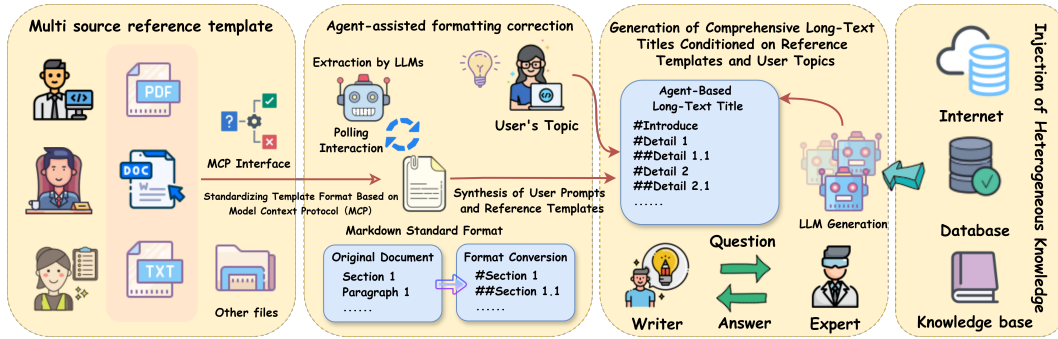 Multi source reference template
PDF
DOC
W
TXT
MCP Interface
Standardizing Template Format Based on
Model Context Protocol (MCP)
Other files
Agent-assisted formatting correction
Extraction by LLMs
Polling
Interaction
User's Topic
Synthesis of User Prompts
and Reference Templates
Markdown Standard Format
Original Document
Section 1
Paragraph 1
......
Format Conversion
#Section 1
##Section 1.1
......
Generation of Comprehensive Long-Text
Titles Conditioned on Reference
Templates and User Topics
Agent-Based
Long-Text Title
#Introduce
#Detail 1
##Detail 1.1
#Detail 2
##Detail 2.1
......
LLM Generation
Question
Answer
Writer
Expert
Internet
Database
Knowledge base
Injection of Heterogeneous Knowledge